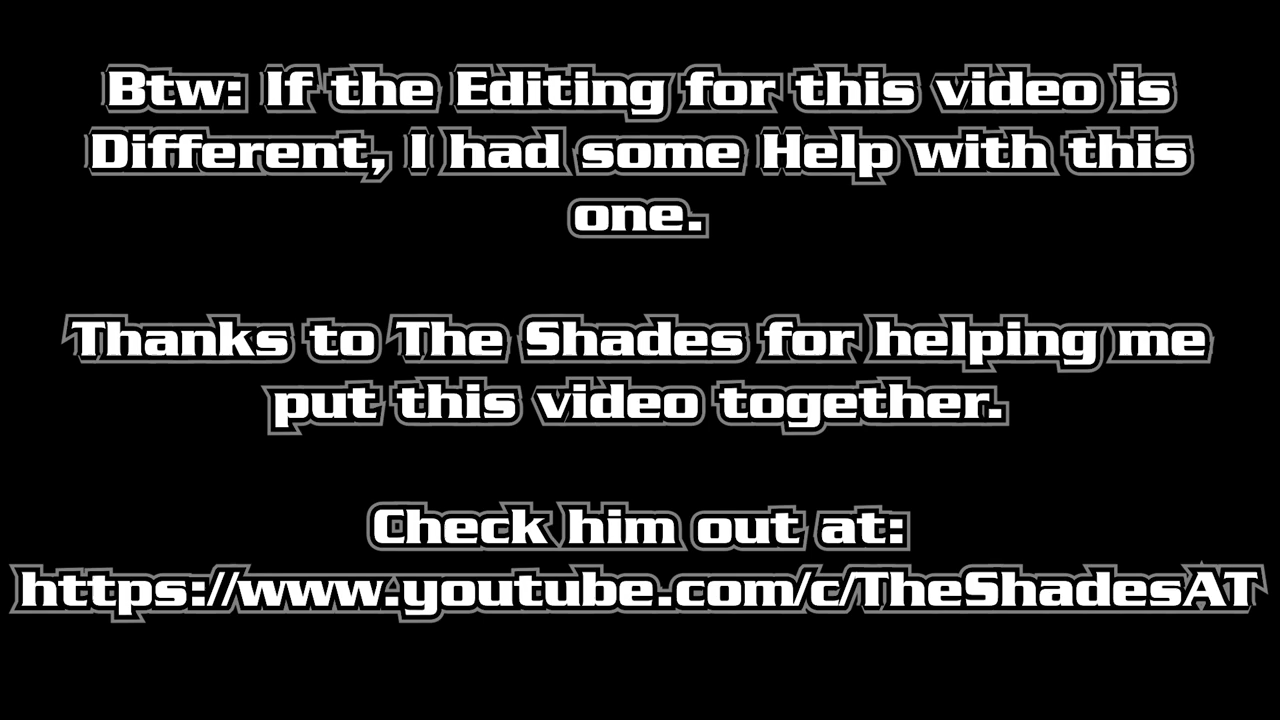 Btw: If the Editing for this video is
Different, I had some Help with this
one.
Thanks to The Shades for helping me
put this video together.
Check him out at:
https://www.youtube.com/c/TheShadesAT